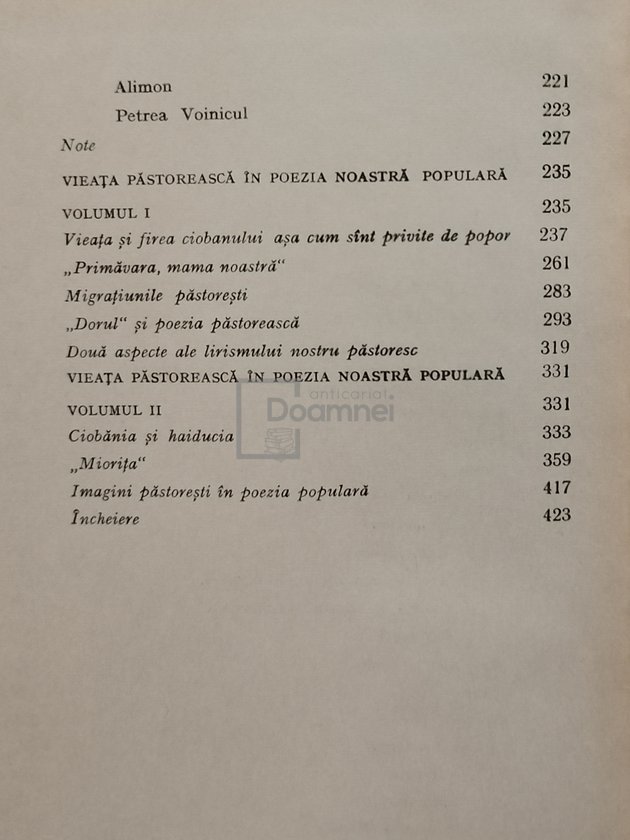 Alimon 221
Petrea Voinicul 223
Note 227
VIEAȚA PĂSTOREASCĂ ÎN POEZIA NOASTRĂ POPULARĂ 235
VOLUMUL I 235
Vieața și firea ciobanului așa cum sînt privite de popor 237
„Primăvara, mama noastră“ 261
Migrațiunile păstorești 283
„Dorul“ și poezia păstorească 293
Două aspecte ale lirismului nostru păstoresc 319
VIEAȚA PĂSTOREASCĂ ÎN POEZIA NOASTRĂ POPULARĂ 331
anticariat
Doamnei
VOLUMUL II 331
Ciobănia și haiducia 333
„Miorița“ 359
Imagini păstorești în poezia populară 417
Încheiere 423